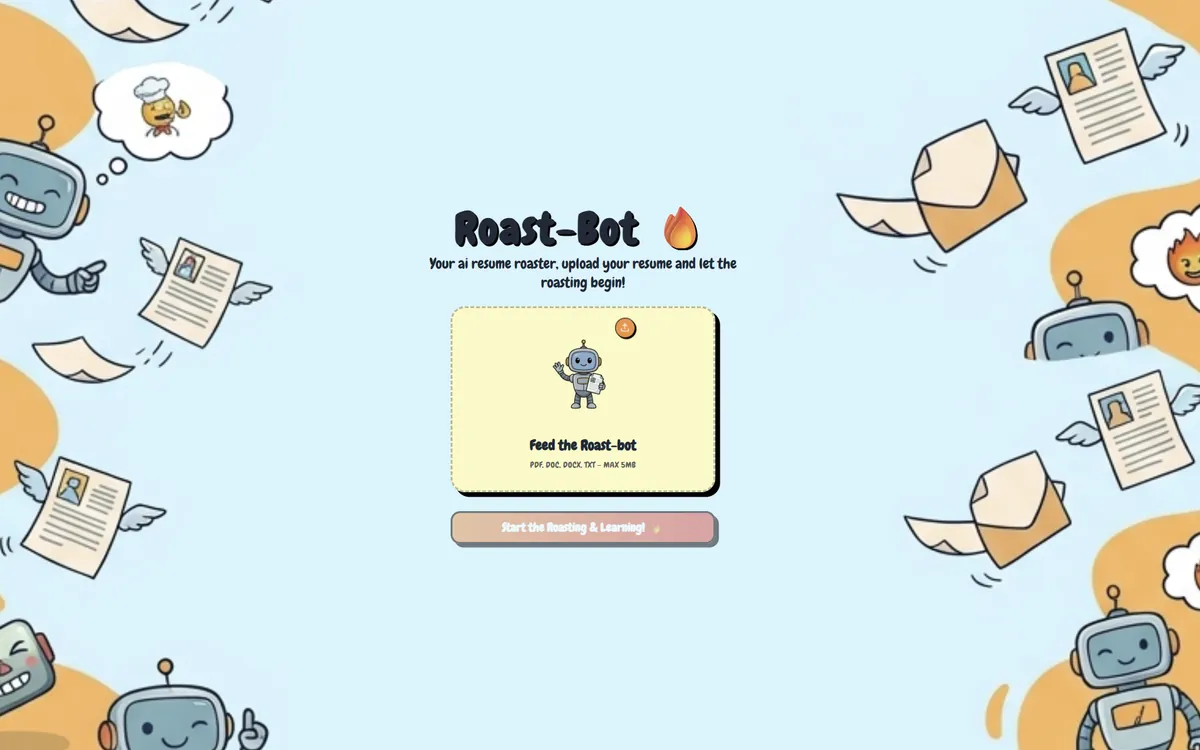 Roast-Bot 🔥
Your ai resume roaster, upload your resume and let the
roasting begin!
Feed the Roast-bot
PDF, DOC, DOCX, TXT - MAX 5MB
Start the Roasting & Learning! 🔥